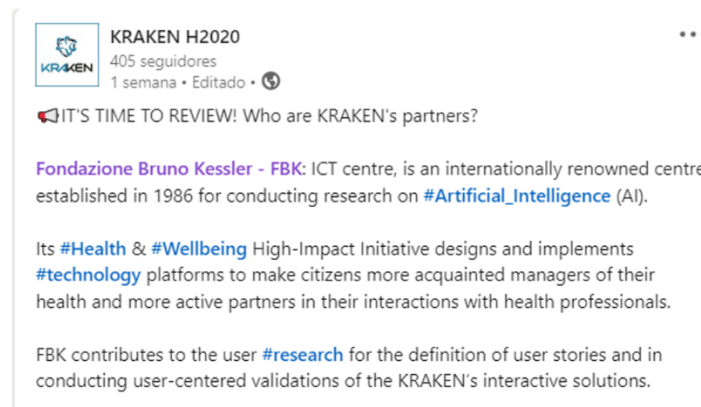 KRAKEN
KRAKEN H2020
405 seguidores
1 semana • Editado •
IT'S TIME TO REVIEW! Who are KRAKEN's partners?
Fondazione Bruno Kessler - FBK: ICT centre, is an internationally renowned centre
established in 1986 for conducting research on #Artificial_Intelligence (AI).
Its #Health & #Wellbeing High-Impact Initiative designs and implements
#technology platforms to make citizens more acquainted managers of their
health and more active partners in their interactions with health professionals.
FBK contributes to the user #research for the definition of user stories and in
conducting user-centered validations of the KRAKEN's interactive solutions.